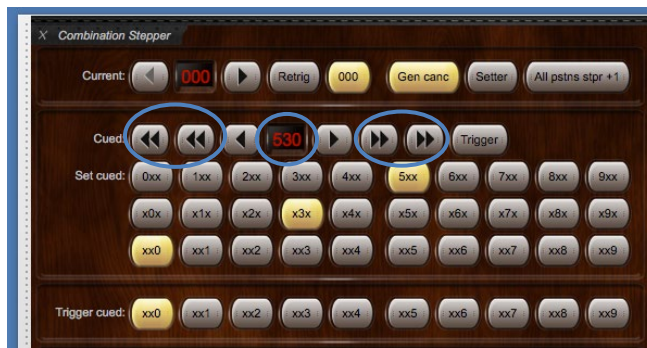 X Combination Stepper
Current: 000 Retrig 000 Gen canc Setter All pstns stpr +1
Cued: 530 Trigger
Set cued: 0xx 1xx 2xx 3xx 4xx 5xx 6xx 7xx 8xx 9xx
x0x x1x x2x x3x x4x x5x x6x x7x x8x x9x
xx0 xx1 xx2 xx3 xx4 xx5 xx6 xx7 xx8 xx9
Trigger cued: xx0 xx1 xx2 xx3 xx4 xx5 xx6 xx7 xx8 xx9